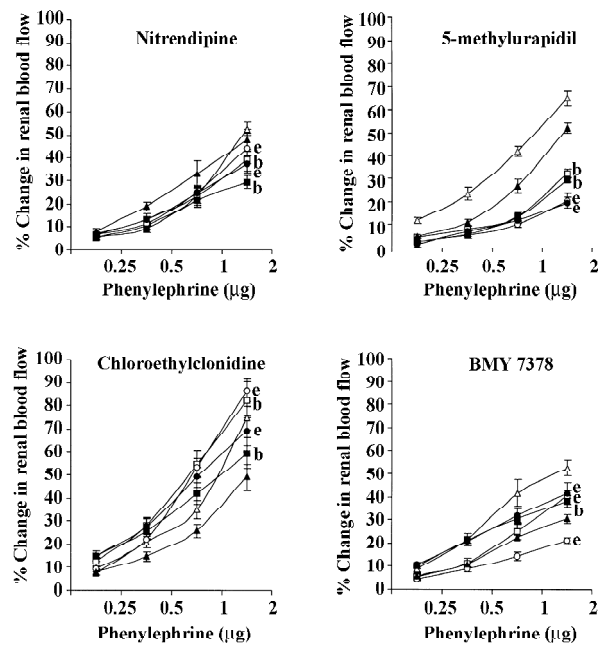 Nitrendipine
% Change in renal blood flow
100
90
80
70
60
50
40
30
20
10
0
e
b
e
b
0.25 0.5 1 2
Phenylephrine (µg)
5-methylurapidil
% Change in renal blood flow
100
90
80
70
60
50
40
30
20
10
0
b
b
e
e
0.25 0.5 1 2
Phenylephrine (µg)
Chloroethylclonidine
% Change in renal blood flow
100
90
80
70
60
50
40
30
20
10
0
e
b
e
b
0.25 0.5 1 2
Phenylephrine (µg)
BMY 7378
% Change in renal blood flow
100
90
80
70
60
50
40
30
20
10
0
e
e
b
e
0.25 0.5 1 2
Phenylephrine (µg)